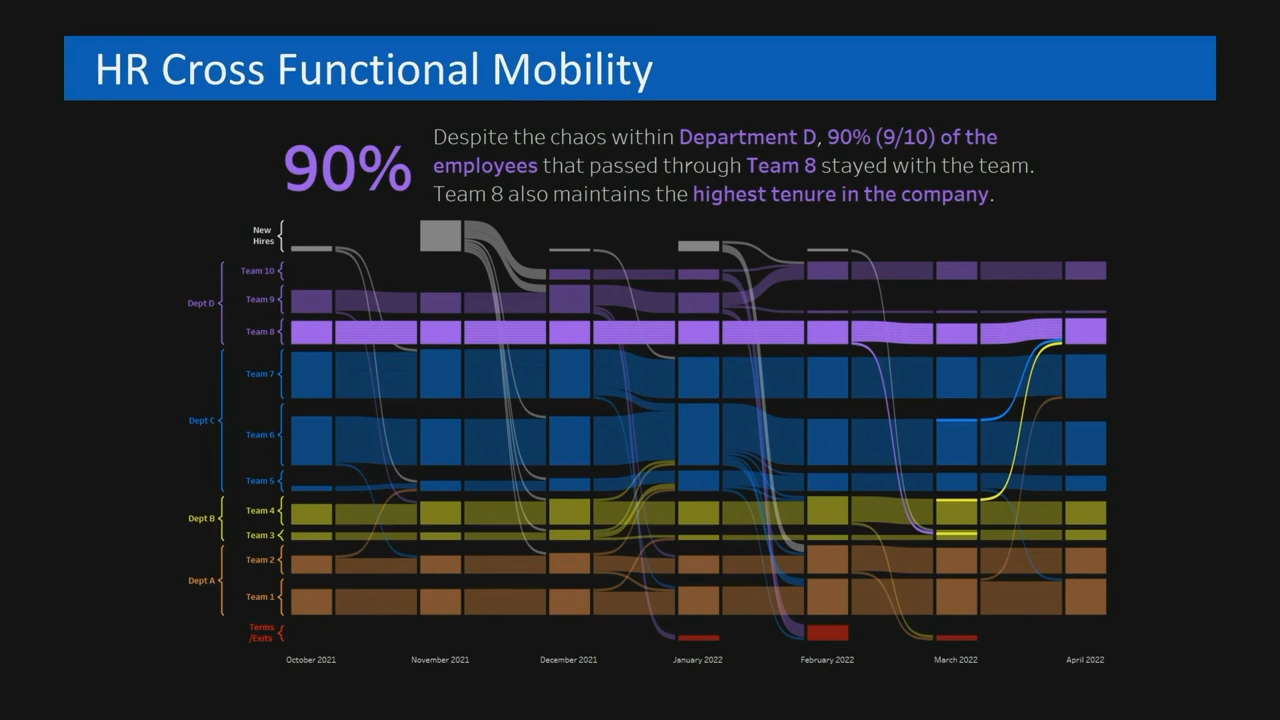 HR Cross Functional Mobility
90%
Despite the chaos within Department D, 90% (9/10) of the
employees that passed through Team 8 stayed with the team.
Team 8 also maintains the highest tenure in the company.
New
Hires
Team 10
Dept D
Team 9
Team 8
Team 7
Dept C
Team 6
Team 5
Team 4
Dept B
Team 3
Team 2
Dept A
Team 1
Terms
/Exits
October 2021
November 2021
December 2021
January 2022
February 2022
March 2022
April 2022